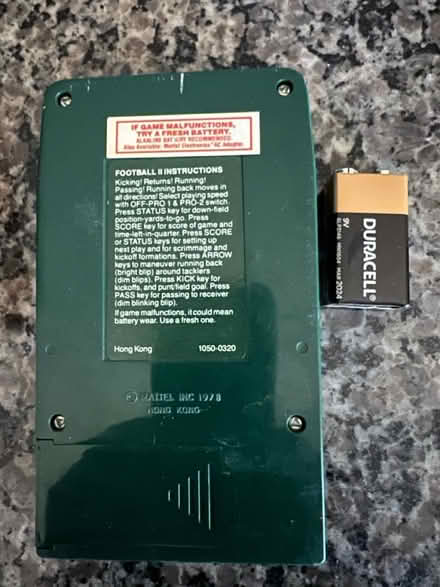 IF GAME MALFUNCTIONS,
TRY A FRESH BATTERY.
ALKALINE BATTERY RECOMMENDED.
Also Available: Mattel Electronics® AC Adapter.
FOOTBALL II INSTRUCTIONS
Kicking! Returns! Running!
Passing! Running back moves in
all directions! Select playing speed
with OFF-PRO 1 & PRO-2 switch.
Press STATUS key for down-field
position-yards-to-go. Press
SCORE key for score of game and
time-left-in-quarter. Press SCORE
or STATUS keys for setting up
next play and for scrimmage and
kickoff formations. Press ARROW
keys to maneuver running back
(bright blip) around tacklers
(dim blips). Press KICK key for
kickoffs, and punt/field goal. Press
PASS key for passing to receiver
(dim blinking blip).
If game malfunctions, it could mean
battery wear. Use a fresh one.
Hong Kong 1050-0320
© MATTEL INC 1978
HONG KONG
DURACELL®
9V
MAR 2024